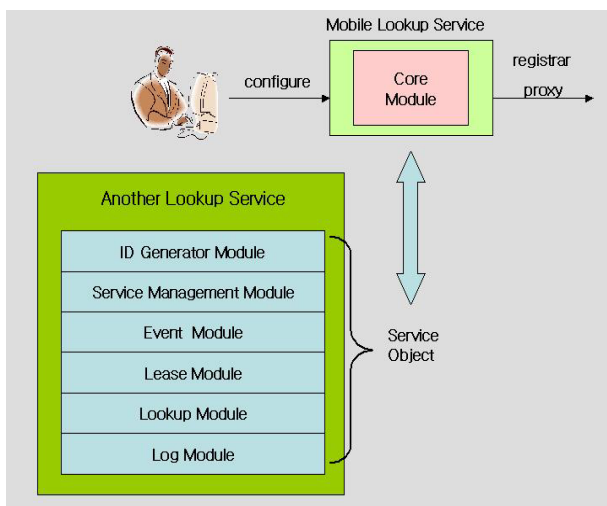 Mobile Lookup Service
configure
Core
Module
registrar
proxy
Another Lookup Service
ID Generator Module
Service Management Module
Event Module
Lease Module
Lookup Module
Log Module
Service
Object